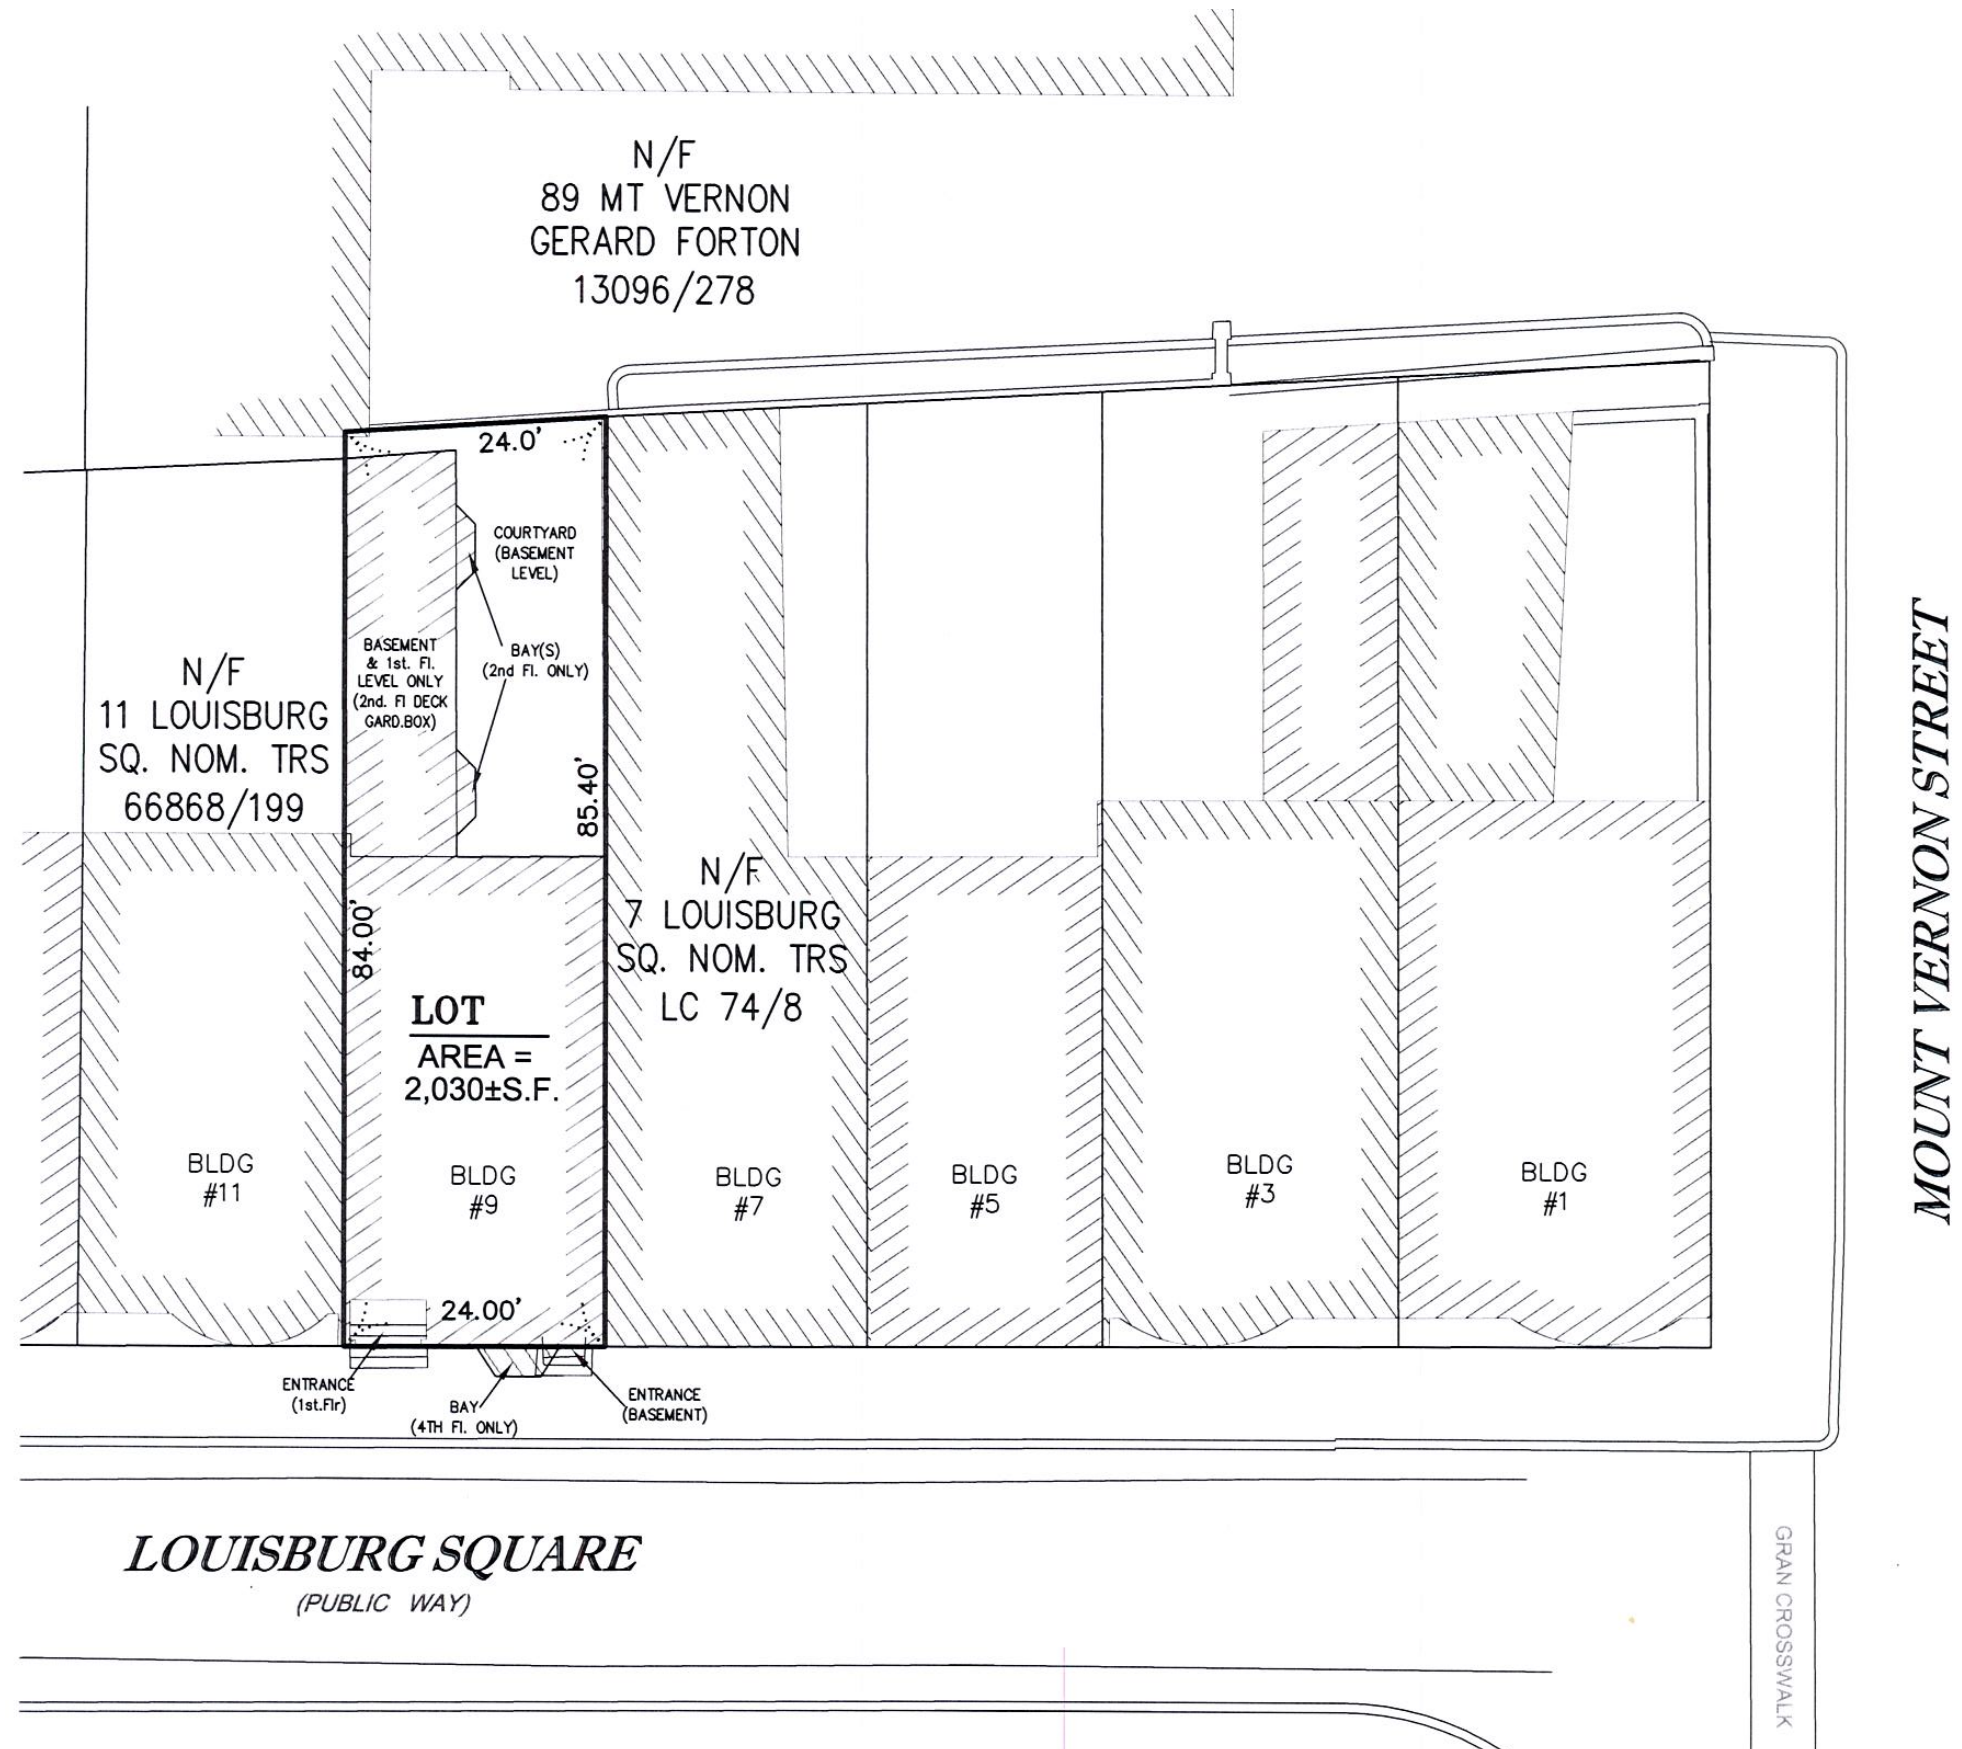 N/F
89 MT VERNON
GERARD FORTON
13096/278
24.0'
COURTYARD
(BASEMENT
LEVEL)
BASEMENT
& 1st. Fl.
LEVEL ONLY
(2nd. Fl DECK
GARD.BOX)
BAY(S)
(2nd Fl. ONLY)
N/F
11 LOUISBURG
SQ. NOM. TRS
66868/199
85.40'
84.00'
N/F
7 LOUISBURG
SQ. NOM. TRS
LC 74/8
LOT
AREA =
2,030±S.F.
BLDG
#11
BLDG
#9
BLDG
#7
BLDG
#5
BLDG
#3
BLDG
#1
24.00'
ENTRANCE
(1st.Flr)
BAY
(4TH Fl. ONLY)
ENTRANCE
(BASEMENT)
MOUNT VERNON STREET
LOUISBURG SQUARE
(PUBLIC WAY)
GRAN CROSSWALK